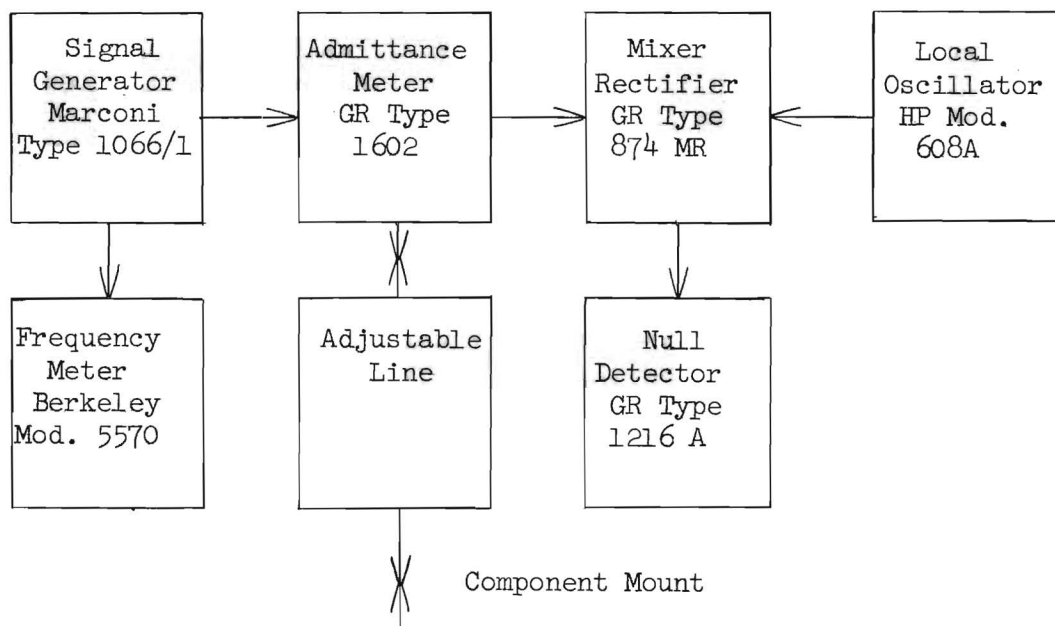 Signal
Generator
Marconi
Type 1066/1
Admittance
Meter
GR Type
1602
Mixer
Rectifier
GR Type
874 MR
Local
Oscillator
HP Mod.
608A
Frequency
Meter
Berkeley
Mod. 5570
Adjustable
Line
Null
Detector
GR Type
1216 A
Component Mount